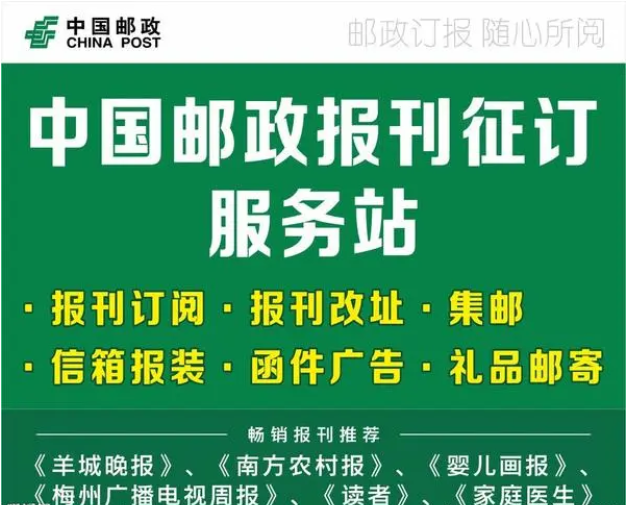 中国邮政
CHINA POST
邮政订报 随心所阅
中国邮政报刊征订
服务站
·报刊订阅·报刊改址·集邮
·信箱报装·函件广告·礼品邮寄
畅销报刊推荐
《羊城晚报》、《南方农村报》、《婴儿画报》、
《梅州广播电视周报》、《读者》、《家庭医生》